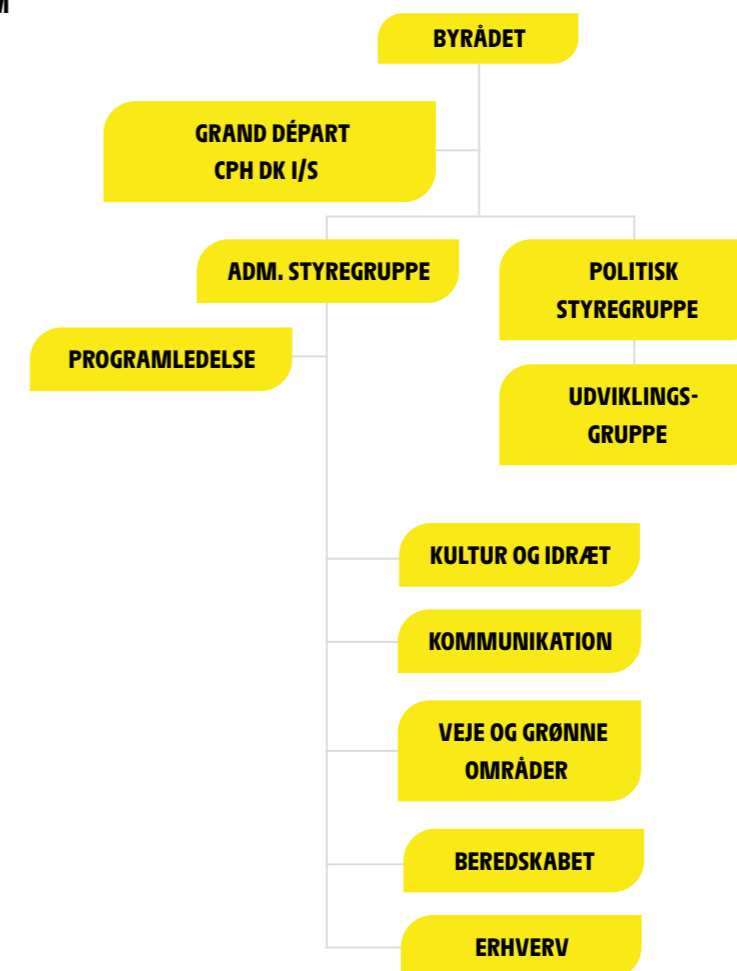 M
BYRÅDET
GRAND DÉPART
CPH DK I/S
ADM. STYREGRUPPE
POLITISK
STYREGRUPPE
PROGRAMLEDELSE
UDVIKLINGS-
GRUPPE
KULTUR OG IDRÆT
KOMMUNIKATION
VEJE OG GRØNNE
OMRÅDER
BEREDSKABET
ERHVERV